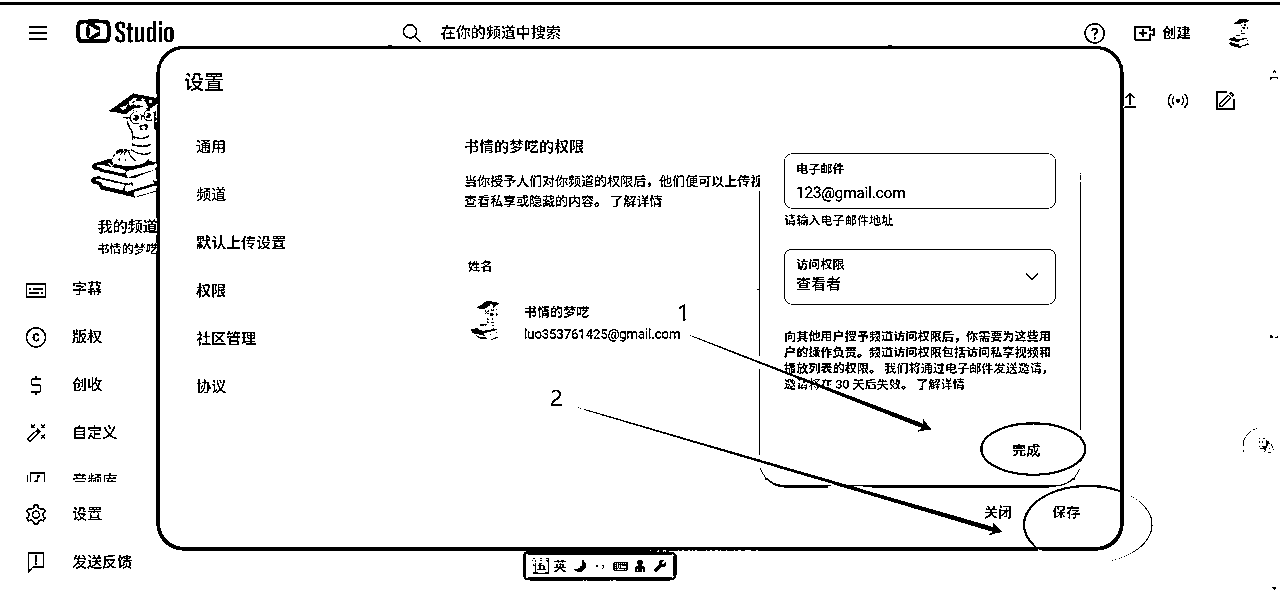 Studio
在你的频道中搜索
创建
设置
通用
频道
默认上传设置
权限
社区管理
协议
我的频道
书情的梦呓
字幕
版权
创收
自定义
音频库
设置
发送反馈
书情的梦呓的权限
当你授予人们对你频道的权限后，他们便可以上传视
查看私享或隐藏的内容。 了解详情
姓名
书情的梦呓
luo353761425@gmail.com
1
2
电子邮件
123@gmail.com
请输入电子邮件地址
访问权限
查看者
向其他用户授予频道访问权限后，你需要为这些用
户的操作负责。频道访问权限包括访问私享视频和
播放列表的权限。 我们将通过电子邮件发送邀请，
邀请将在 30 天后失效。 了解详情
完成
关闭
保存
英